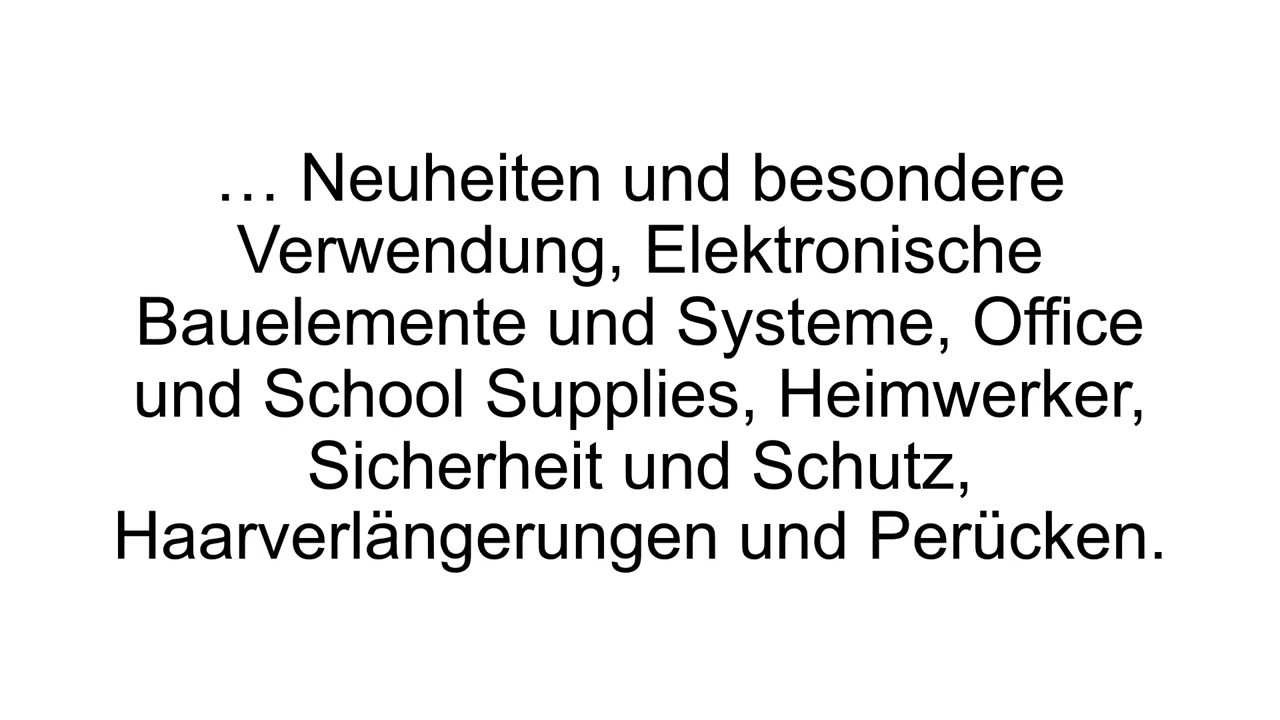 … Neuheiten und besondere
Verwendung, Elektronische
Bauelemente und Systeme, Office
und School Supplies, Heimwerker,
Sicherheit und Schutz,
Haarverlängerungen und Perücken.